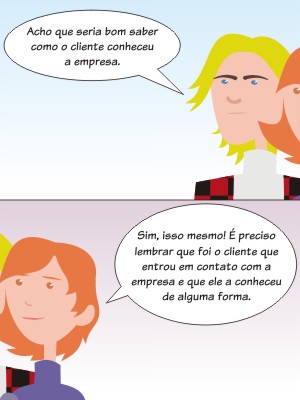 Acho que seria bom saber
como o cliente conheceu
a empresa.
Sim, isso mesmo! É preciso
lembrar que foi o cliente que
entrou em contato com a
empresa e que ele a conheceu
de alguma forma.